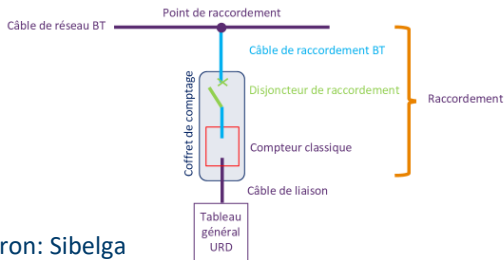 Point de raccordement
Câble de réseau BT
Câble de raccordement BT
Disjoncteur de raccordement
Raccordement
Coffret de comptage
Compteur classique
Câble de liaison
Tableau
général
URD
ron: Sibelga